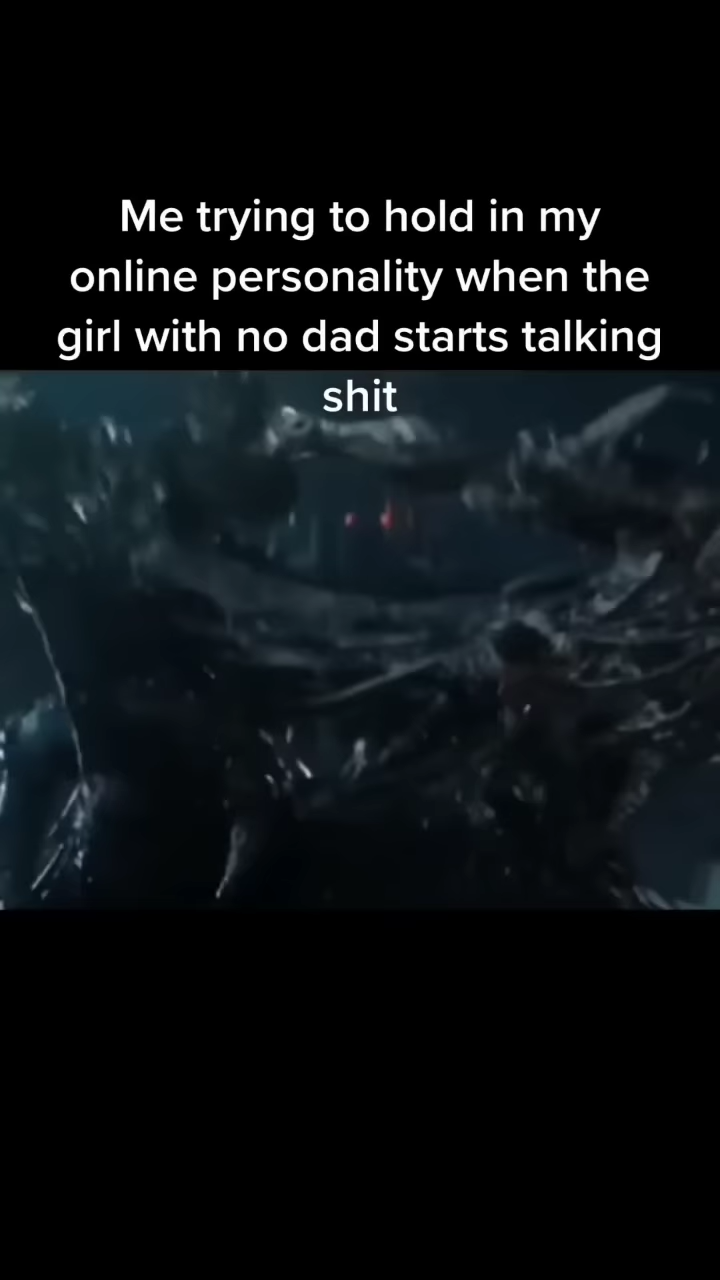 Me trying to hold in my
online personality when the
girl with no dad starts talking
shit